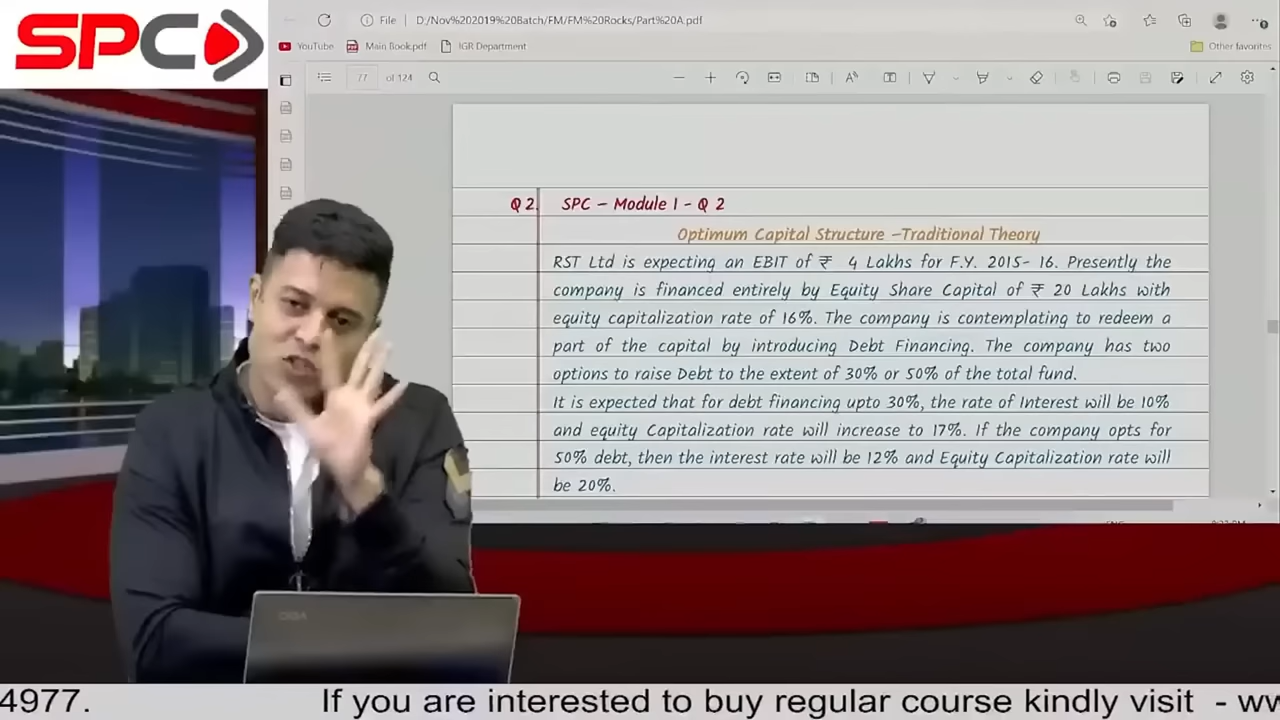 SPC
File
D:/Nov%202019%20Batch/FM/FM%20Rocks/Part%20A.pdf
YouTube
Main Book.pdf
IGR Department
Other favorites
77 of 124
Q 2. SPC – Module 1 - Q 2
Optimum Capital Structure –Traditional Theory
RST Ltd is expecting an EBIT of ₹ 4 Lakhs for F.Y. 2015- 16. Presently the
company is financed entirely by Equity Share Capital of ₹ 20 Lakhs with
equity capitalization rate of 16%. The company is contemplating to redeem a
part of the capital by introducing Debt Financing. The company has two
options to raise Debt to the extent of 30% or 50% of the total fund.
It is expected that for debt financing upto 30%, the rate of Interest will be 10%
and equity Capitalization rate will increase to 17%. If the company opts for
50% debt, then the interest rate will be 12% and Equity Capitalization rate will
be 20%.
4977. If you are interested to buy regular course kindly visit - ww